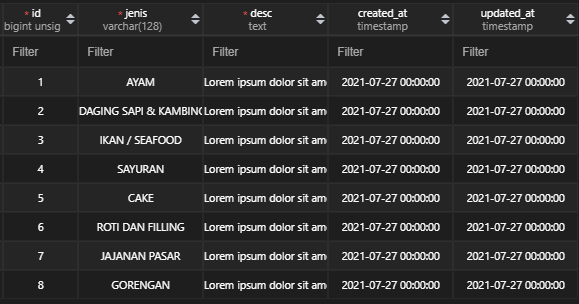 * id * jenis * desc created_at updated_at
bigint unsig varchar(128) text timestamp timestamp
Filter Filter Filter Filter Filter
1 AYAM Lorem ipsum dolor sit ame 2021-07-27 00:00:00 2021-07-27 00:00:00
2 DAGING SAPI & KAMBING Lorem ipsum dolor sit ame 2021-07-27 00:00:00 2021-07-27 00:00:00
3 IKAN / SEAFOOD Lorem ipsum dolor sit ame 2021-07-27 00:00:00 2021-07-27 00:00:00
4 SAYURAN Lorem ipsum dolor sit ame 2021-07-27 00:00:00 2021-07-27 00:00:00
5 CAKE Lorem ipsum dolor sit ame 2021-07-27 00:00:00 2021-07-27 00:00:00
6 ROTI DAN FILLING Lorem ipsum dolor sit ame 2021-07-27 00:00:00 2021-07-27 00:00:00
7 JAJANAN PASAR Lorem ipsum dolor sit ame 2021-07-27 00:00:00 2021-07-27 00:00:00
8 GORENGAN Lorem ipsum dolor sit ame 2021-07-27 00:00:00 2021-07-27 00:00:00